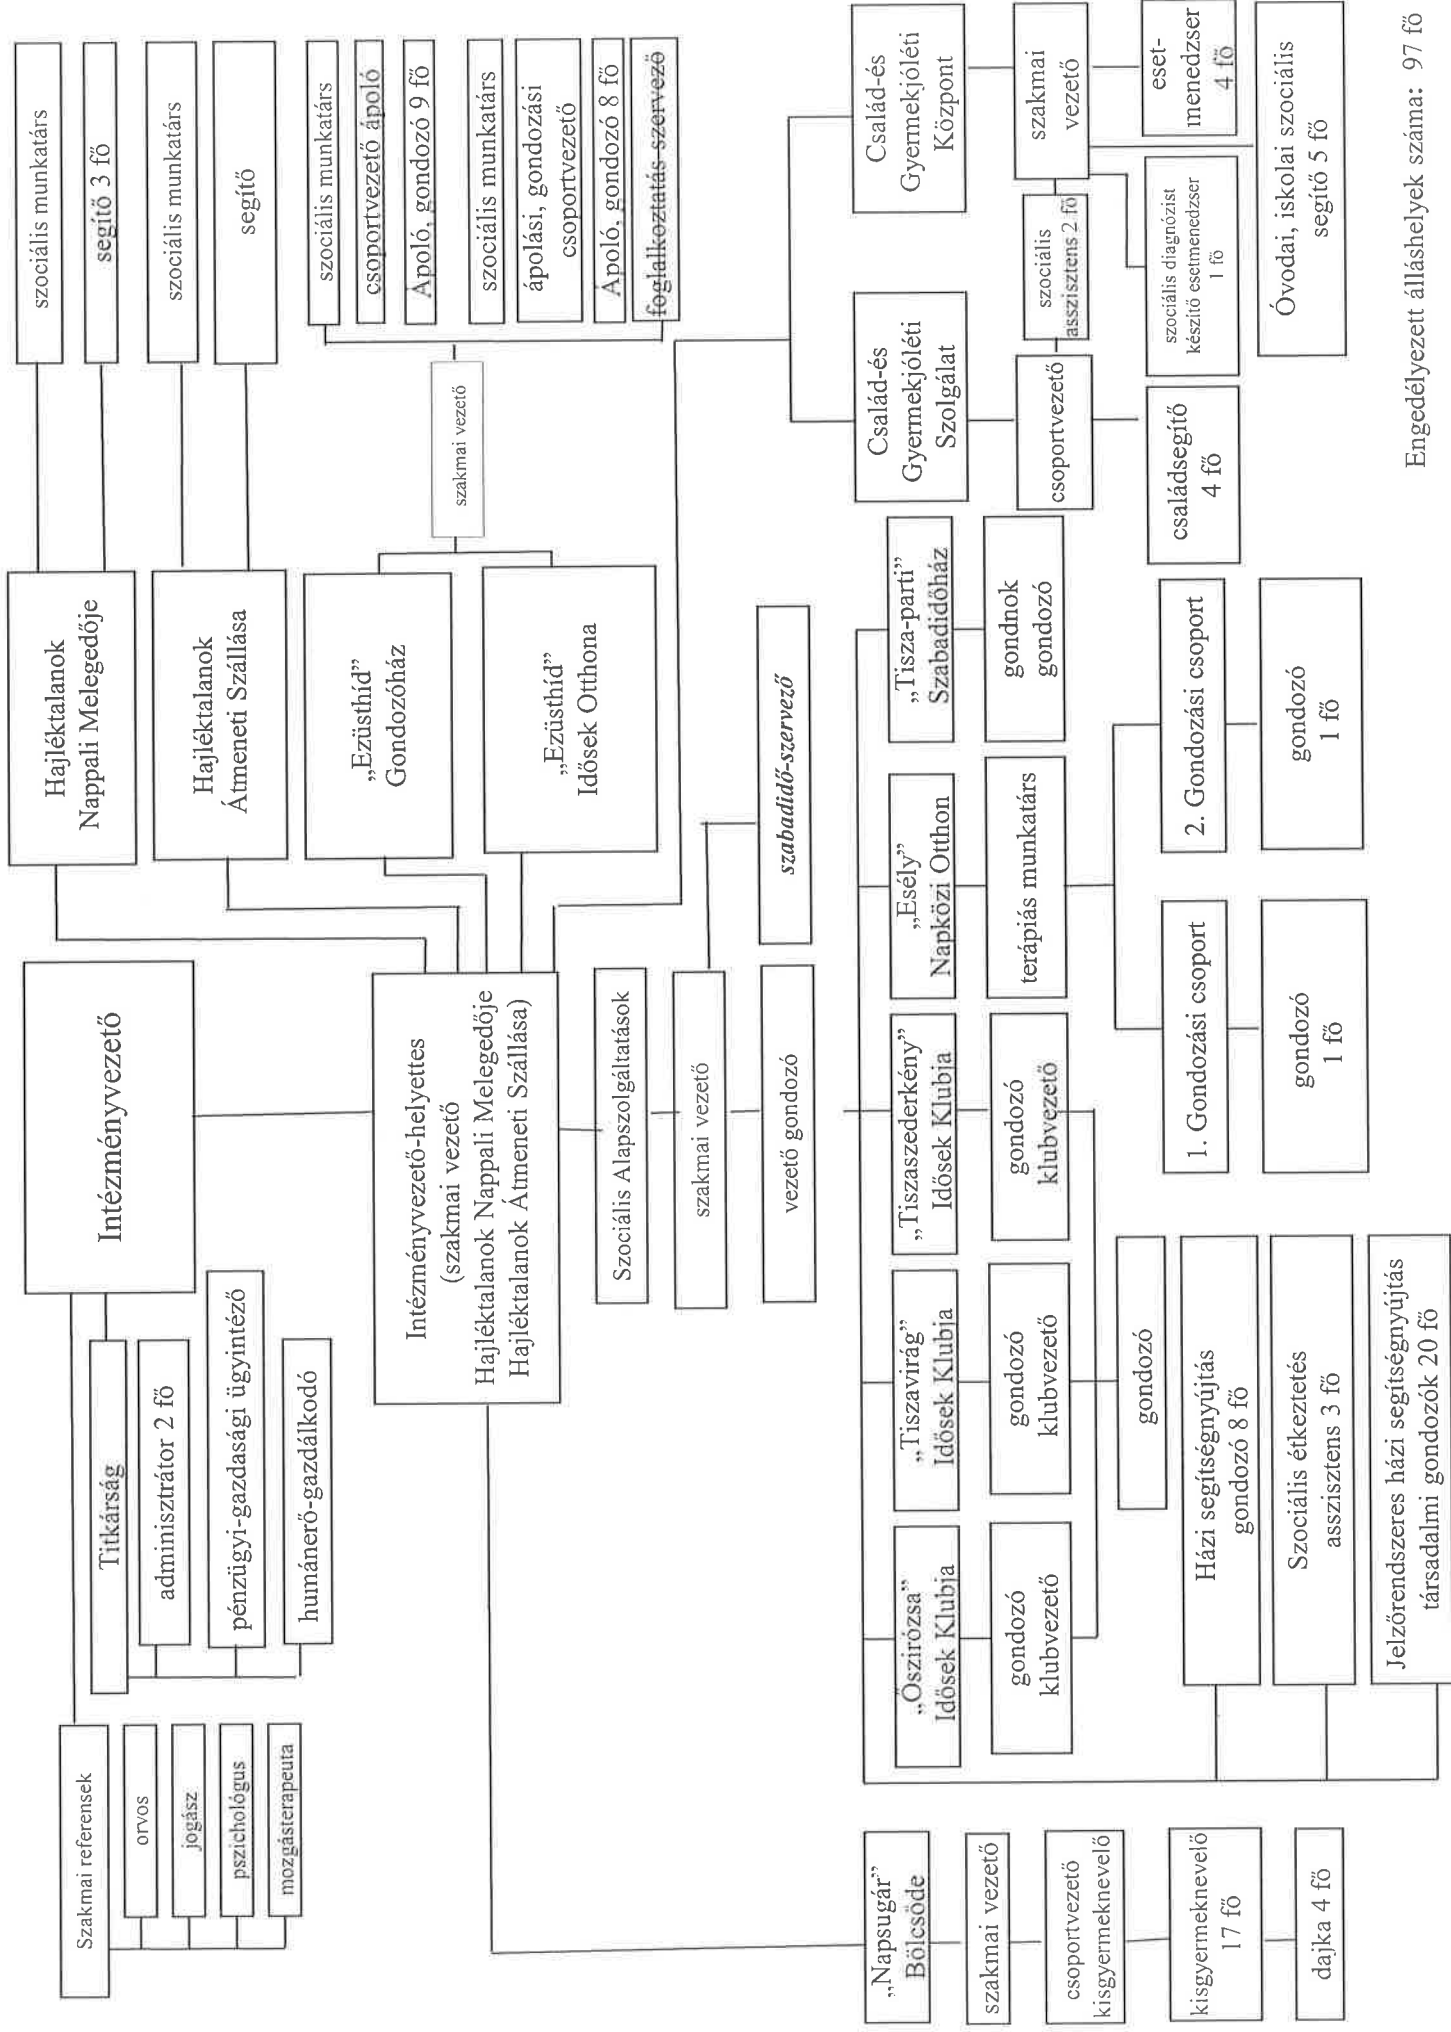 Intézményvezető
Szakmai referensek
orvos
jogász
pszichológus
mozgásterapeuta
Titkárság
adminisztrátor 2 fő
pénzügyi-gazdasági ügyintéző
humánerő-gazdálkodó
Intézményvezető-helyettes
(szakmai vezető
Hajléktalanok Nappali Melegedője
Hajléktalanok Átmeneti Szállása)
Hajléktalanok
Nappali Melegedője
szociális munkatárs
segítő 3 fő
Hajléktalanok
Átmeneti Szállása
szociális munkatárs
segítő
„Ezüsthíd”
Gondozóház
„Ezüsthíd”
Idősek Otthona
szakmai vezető
szociális munkatárs
csoportvezető ápoló
Ápoló, gondozó 9 fő
szociális munkatárs
ápolási, gondozási
csoportvezető
Ápoló, gondozó 8 fő
foglalkoztatás-szervező
Szociális Alapszolgáltatások
szakmai vezető
szabadidő-szervező
vezető gondozó
„Napsugár”
Bölcsőde
szakmai vezető
csoportvezető
kisgyermeknevelő
kisgyermeknevelő
17 fő
dajka 4 fő
„Őszirózsa”
Idősek Klubja
gondozó
klubvezető
„Tiszavirág”
Idősek Klubja
gondozó
klubvezető
„Tiszaszederkény”
Idősek Klubja
gondozó
klubvezető
gondozó
Házi segítségnyújtás
gondozó 8 fő
Szociális étkeztetés
asszisztens 3 fő
Jelzőrendszeres házi segítségnyújtás
társadalmi gondozók 20 fő
„Esély”
Napközi Otthon
terápiás munkatárs
1. Gondozási csoport
gondozó
1 fő
2. Gondozási csoport
gondozó
1 fő
„Tisza-parti”
Szabadidőház
gondnok
gondozó
Család-és
Gyermekjóléti
Szolgálat
csoportvezető
családsegítő
4 fő
szociális
asszisztens 2 fő
Család-és
Gyermekjóléti
Központ
szakmai
vezető
eset-
menedzser
4 fő
szociális diagnózist
készítő esetmenedzser
1 fő
Óvodai, iskolai szociális
segítő 5 fő
Engedélyezett álláshelyek száma: 97 fő